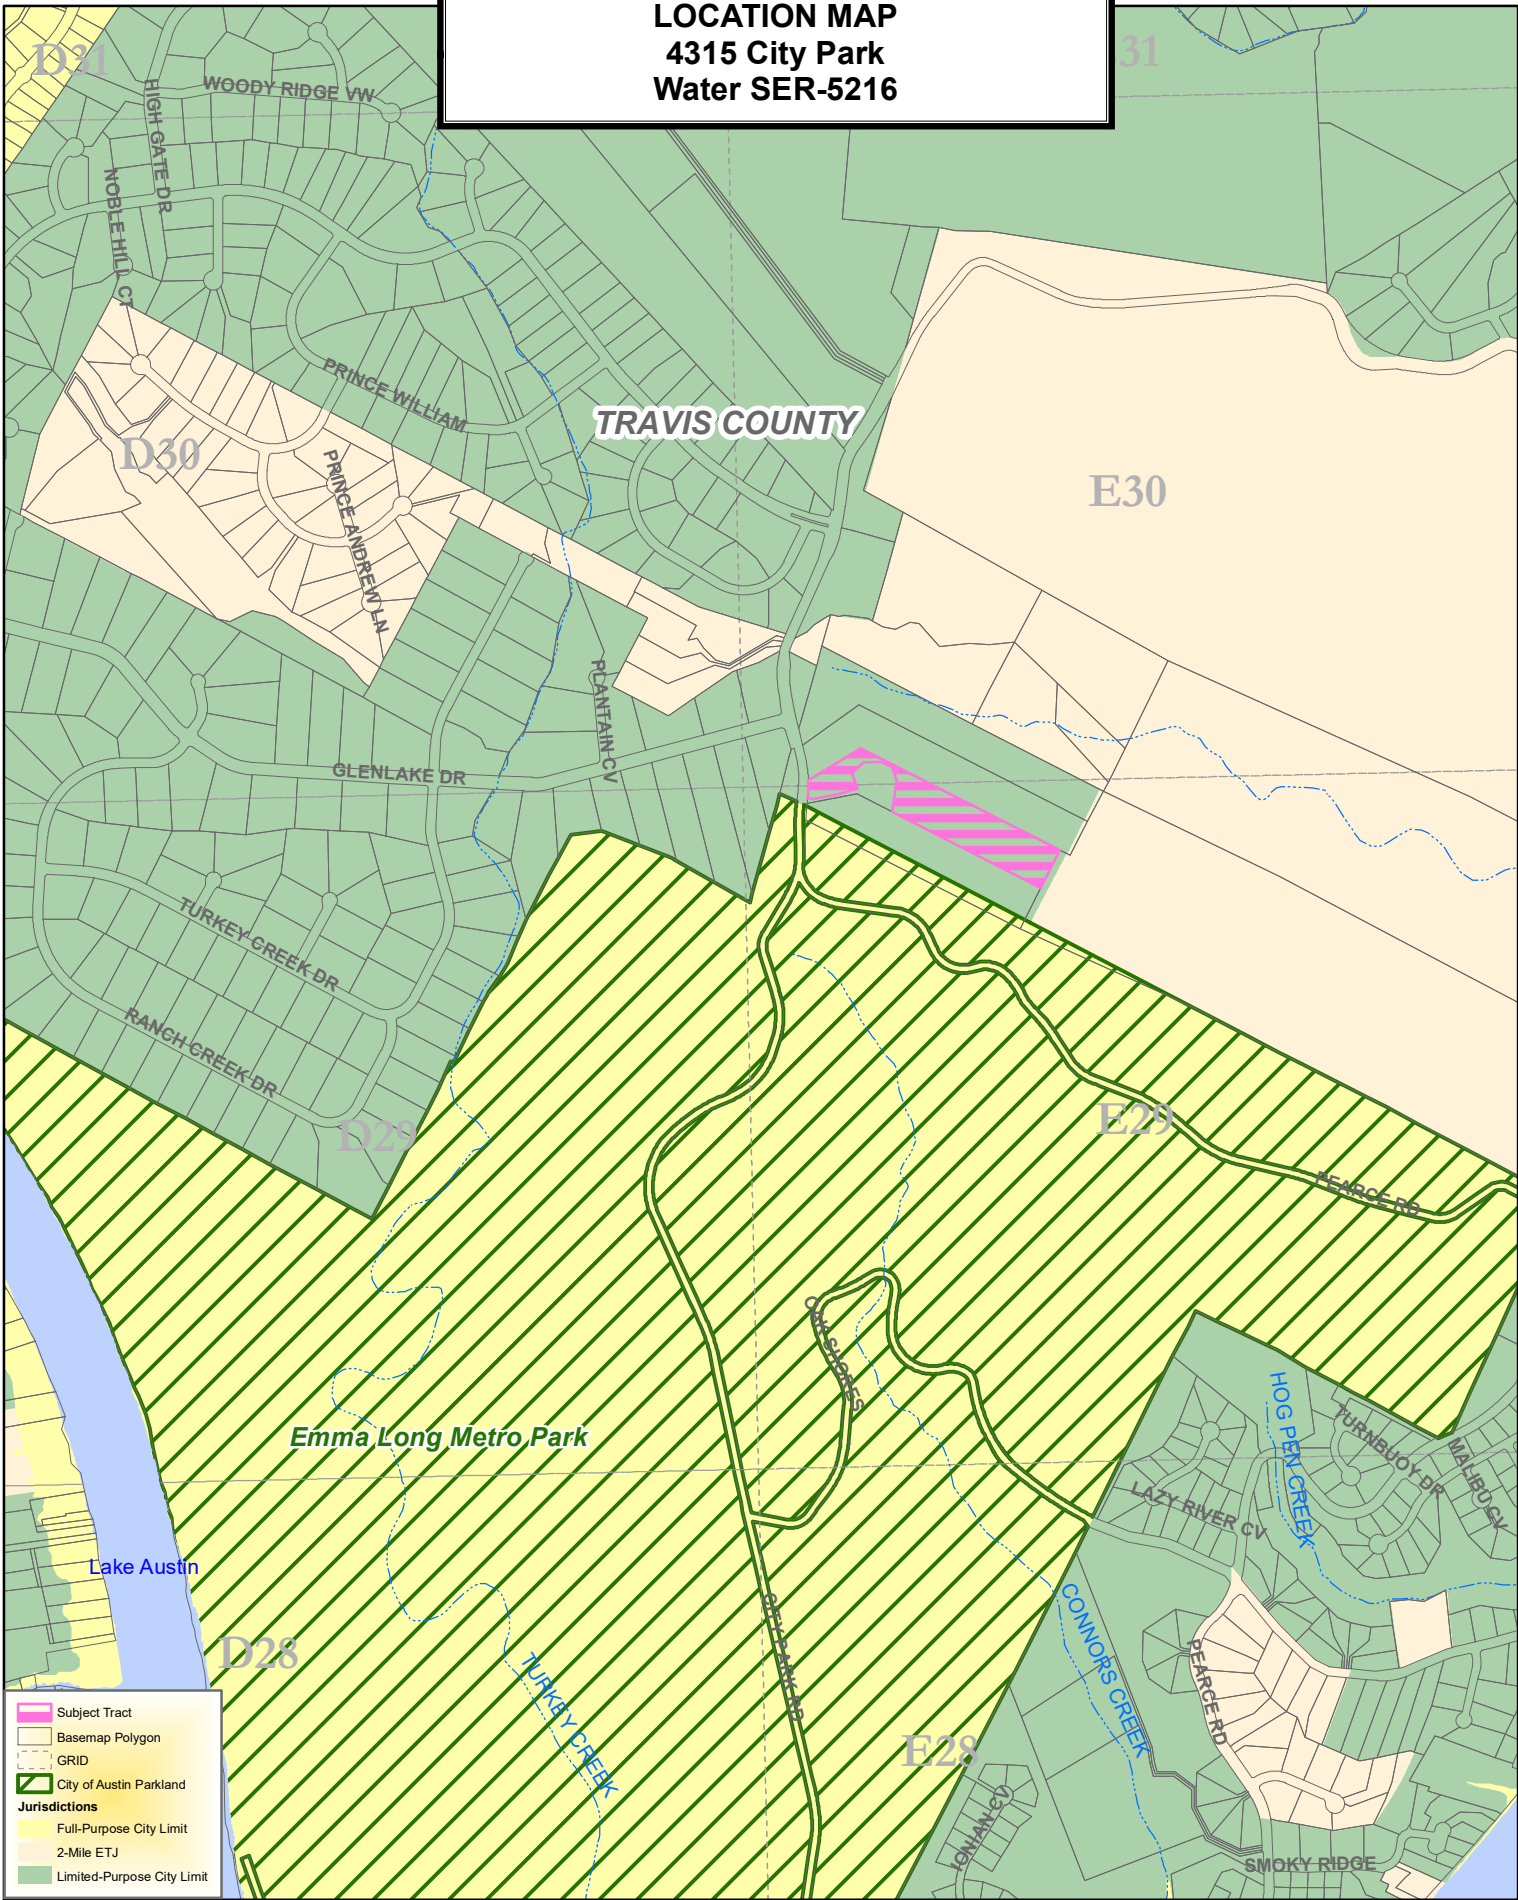 LOCATION MAP
4315 City Park
Water SER-5216
D31
31
WOODY RIDGE VW
HIGH GATE DR
NOBLE HILL CT
PRINCE WILLIAM
TRAVIS COUNTY
D30
E30
PRINCE ANDREW LN
PLANTAIN CV
GLENLAKE DR
TURKEY CREEK DR
RANCH CREEK DR
D29
E29
PEARCE RD
OAK SHORES
HOG PEN CREEK
TURNBUOY DR
MALIBU CV
Emma Long Metro Park
LAZY RIVER CV
Lake Austin
CITY PARK RD
CONNORS CREEK
D28
TURKEY CREEK
PEARCE RD
E28
IONIAN CV
SMOKY RIDGE
Subject Tract
Basemap Polygon
GRID
City of Austin Parkland
Jurisdictions
Full-Purpose City Limit
2-Mile ETJ
Limited-Purpose City Limit